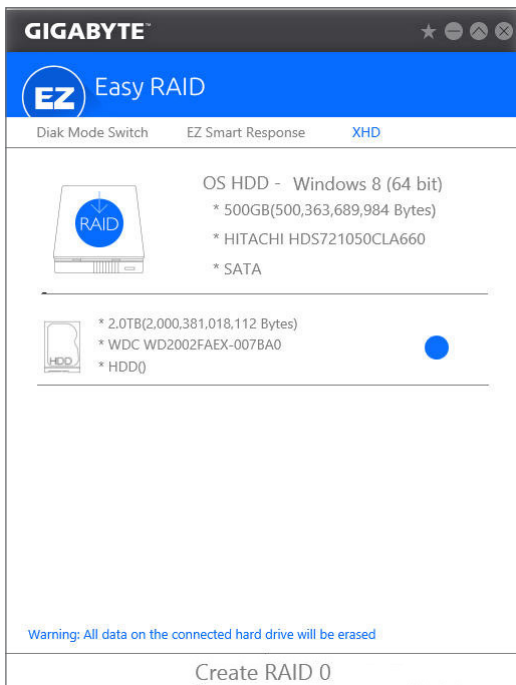 GIGABYTE™
EZ Easy RAID
Diak Mode Switch EZ Smart Response XHD
RAID
OS HDD - Windows 8 (64 bit)
* 500GB(500,363,689,984 Bytes)
* HITACHI HDS721050CLA660
* SATA
HDD
* 2.0TB(2,000,381,018,112 Bytes)
* WDC WD2002FAEX-007BA0
* HDD()
Warning: All data on the connected hard drive will be erased
Create RAID 0